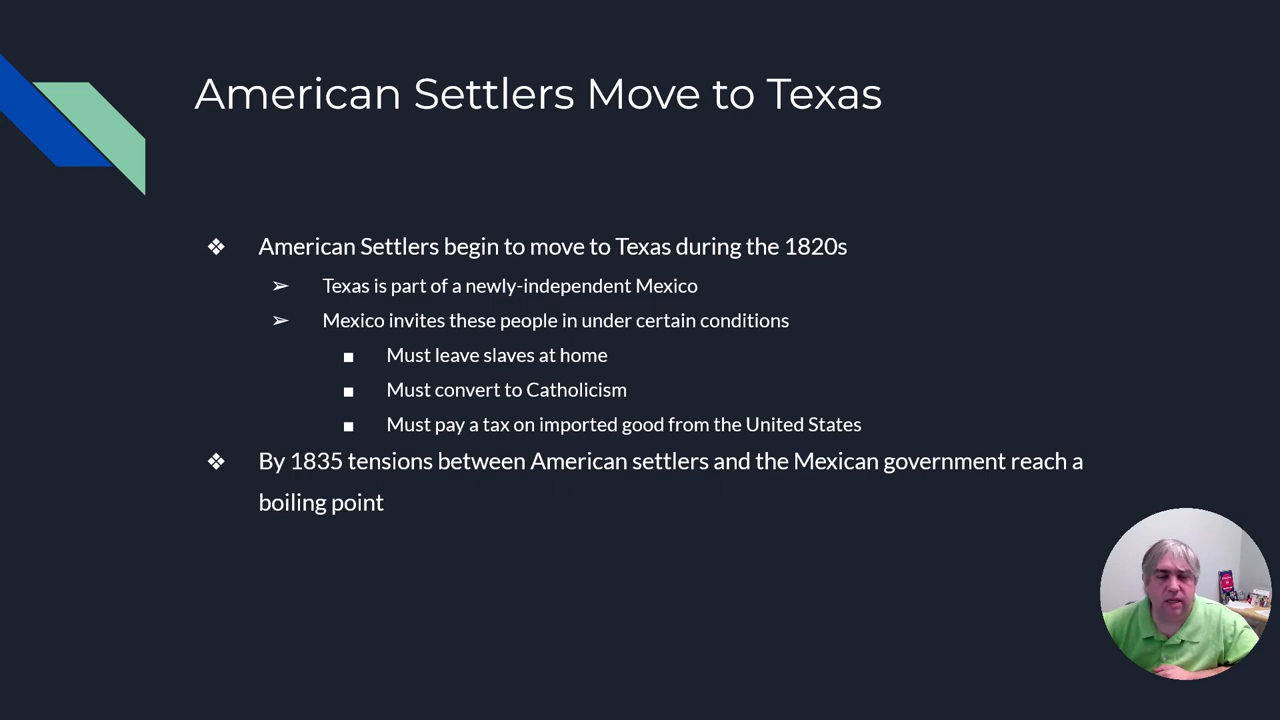 American Settlers Move to Texas
❖ American Settlers begin to move to Texas during the 1820s
➢ Texas is part of a newly-independent Mexico
➢ Mexico invites these people in under certain conditions
■ Must leave slaves at home
■ Must convert to Catholicism
■ Must pay a tax on imported good from the United States
❖ By 1835 tensions between American settlers and the Mexican government reach a
boiling point